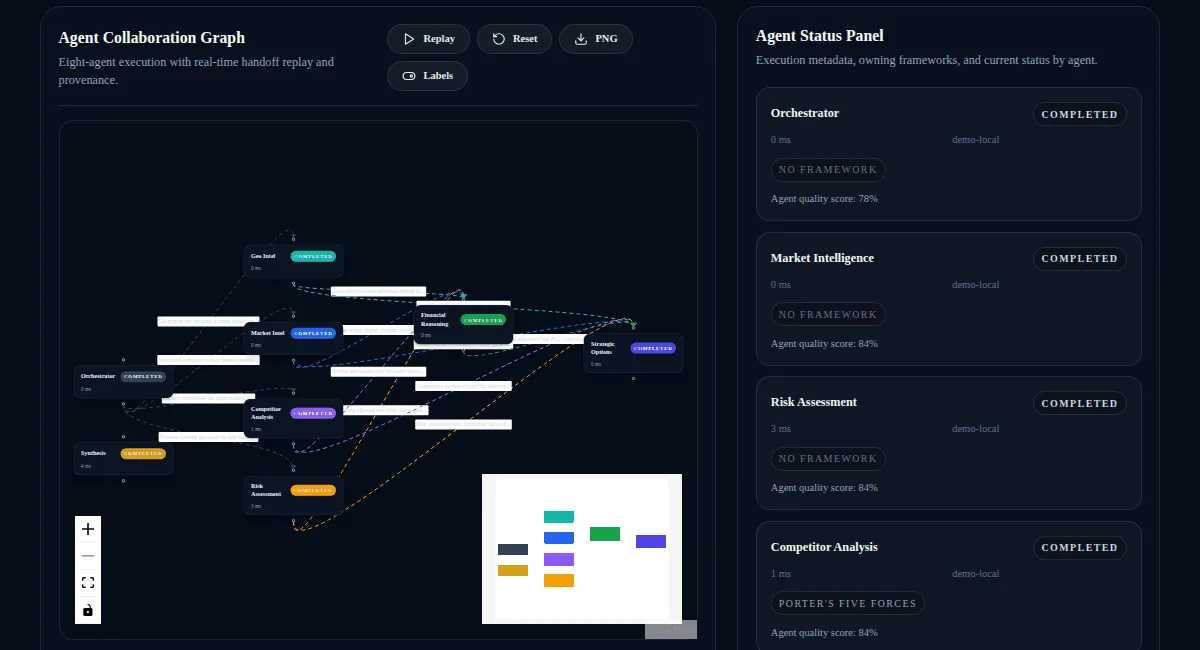 Agent Collaboration Graph
Eight-agent execution with real-time handoff replay and
provenance.
Replay
Reset
PNG
Labels
Geo Intel
COMPLETED
0 ms
Market Intel
COMPLETED
0 ms
Financial
Reasoning
COMPLETED
0 ms
Strategic
Options
COMPLETED
0 ms
Orchestrator
COMPLETED
0 ms
Competitor
Analysis
COMPLETED
1 ms
Synthesis
COMPLETED
4 ms
Risk
Assessment
COMPLETED
3 ms
Agent Status Panel
Execution metadata, owning frameworks, and current status by agent.
Orchestrator
COMPLETED
0 ms
demo-local
NO FRAMEWORK
Agent quality score: 78%
Market Intelligence
COMPLETED
0 ms
demo-local
NO FRAMEWORK
Agent quality score: 84%
Risk Assessment
COMPLETED
3 ms
demo-local
NO FRAMEWORK
Agent quality score: 84%
Competitor Analysis
COMPLETED
1 ms
demo-local
PORTER'S FIVE FORCES
Agent quality score: 84%